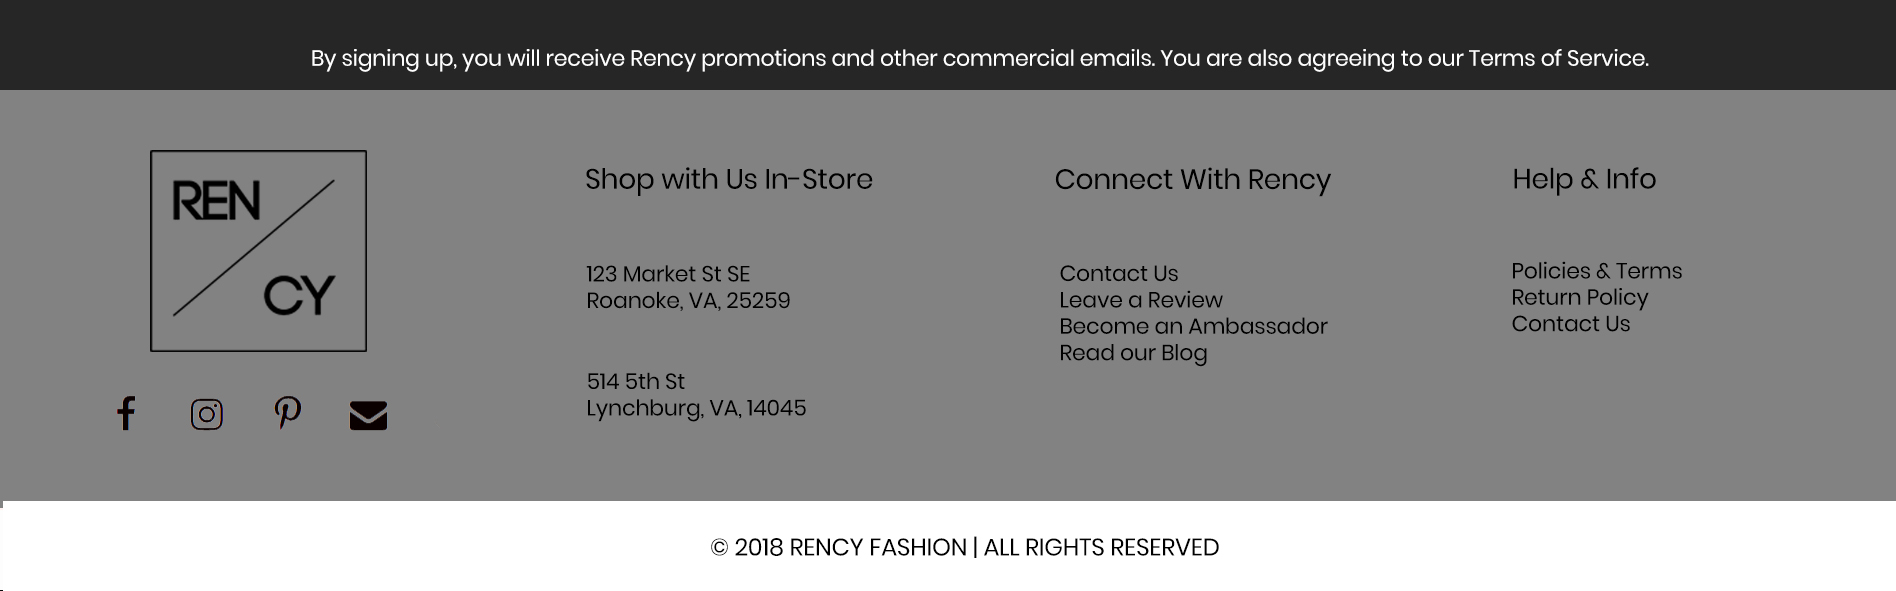 By signing up, you will receive Rency promotions and other commercial emails. You are also agreeing to our Terms of Service.
REN
CY
Shop with Us In-Store
123 Market St SE
Roanoke, VA, 25259
514 5th St
Lynchburg, VA, 14045
Connect With Rency
Contact Us
Leave a Review
Become an Ambassador
Read our Blog
Help & Info
Policies & Terms
Return Policy
Contact Us
© 2018 RENCY FASHION | ALL RIGHTS RESERVED